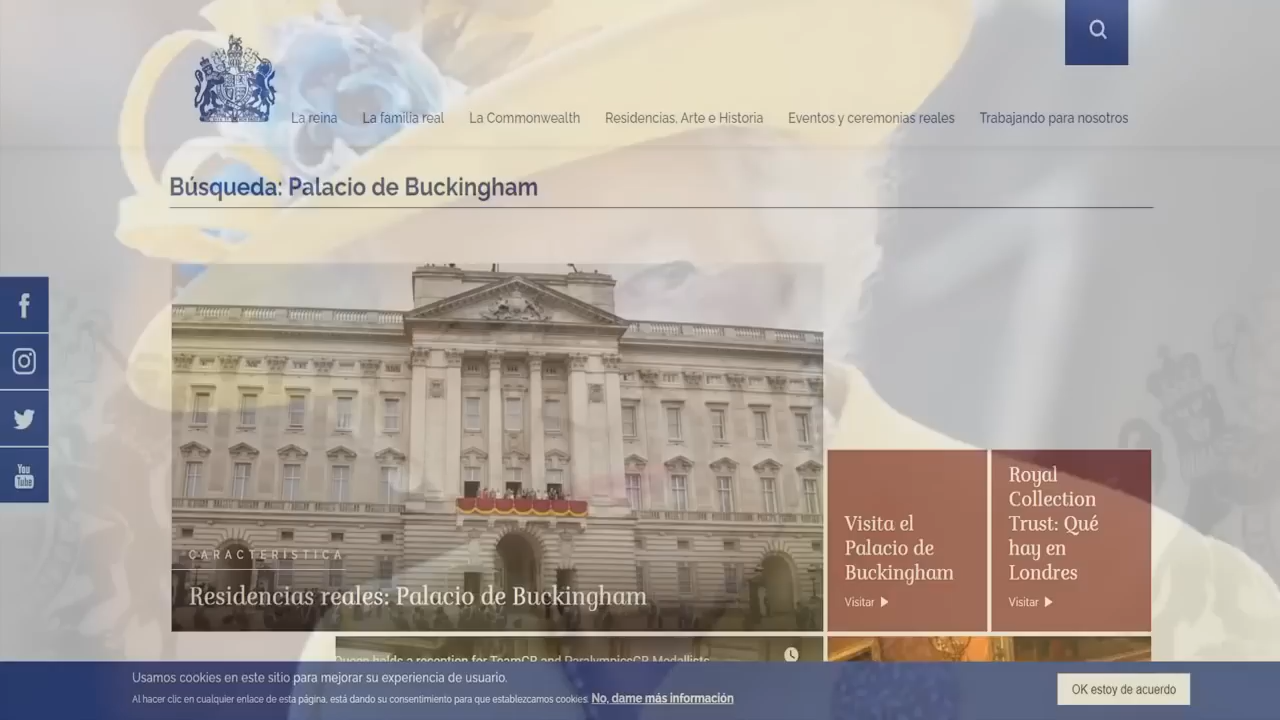 La reina La familia real La Commonwealth Residencias, Arte e Historia Eventos y ceremonias reales Trabajando para nosotros
Búsqueda: Palacio de Buckingham
CARACTERÍSTICA
Residencias reales: Palacio de Buckingham
Visita el
Palacio de
Buckingham
Visitar
Royal
Collection
Trust: Qué
hay en
Londres
Visitar
You
Tube
Queen holds a reception for TeamGB and ParalympicsGB Medallists
Usamos cookies en este sitio para mejorar su experiencia de usuario.
Al hacer clic en cualquier enlace de esta página, está dando su consentimiento para que establezcamos cookies. No, dame más información
OK estoy de acuerdo